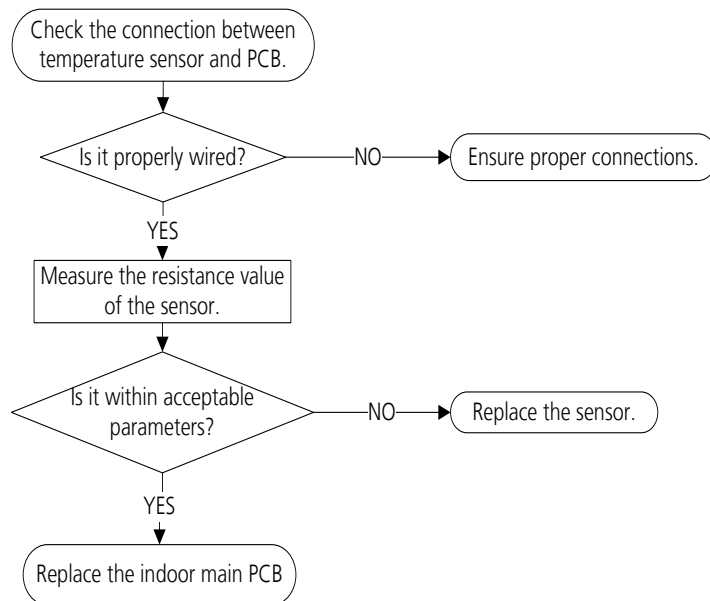 Check the connection between
temperature sensor and PCB.
Is it properly wired?
NO
Ensure proper connections.
YES
Measure the resistance value
of the sensor.
Is it within acceptable
parameters?
NO
Replace the sensor.
YES
Replace the indoor main PCB